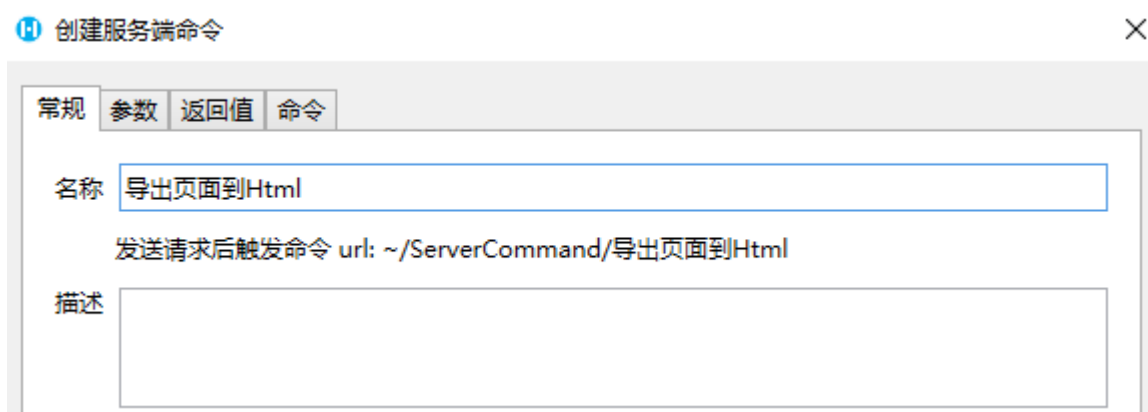 创建服务端命令
常规 参数 返回值 命令
名称 导出页面到Html
发送请求后触发命令 url: ~/ServerCommand/导出页面到Html
描述